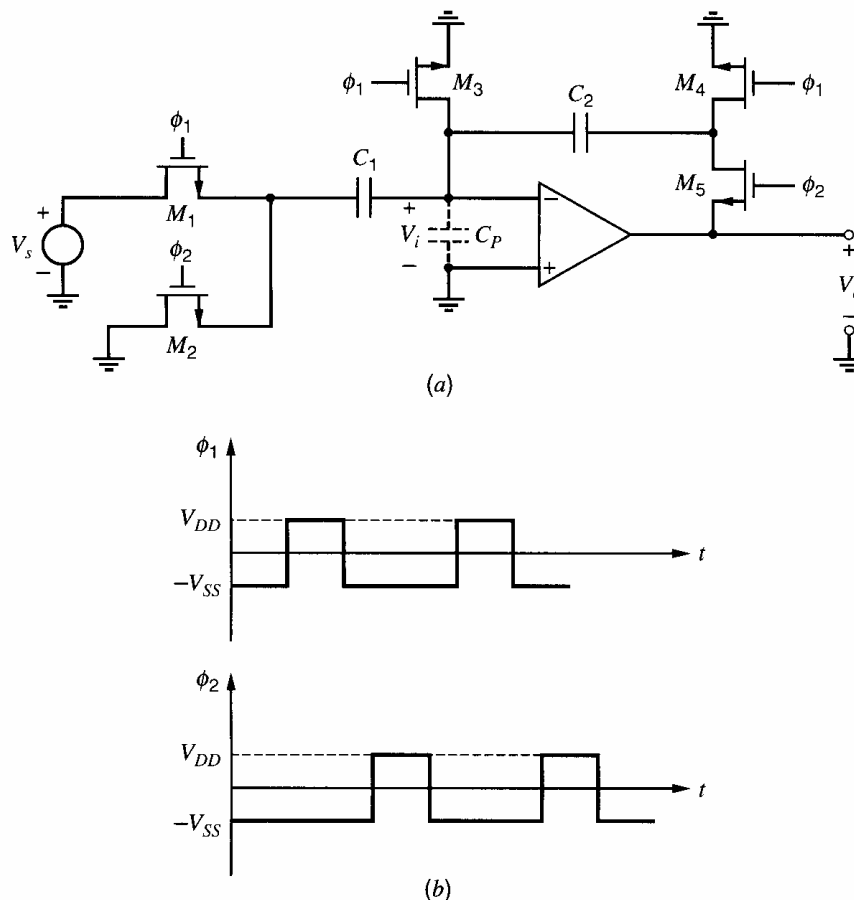 ϕ1
M3
C2
M4
ϕ1
ϕ1
M1
C1
M5
ϕ2
+
Vs
−
ϕ2
M2
+
Vi
−
CP
−
+
+
−
(a)
ϕ1
VDD
−VSS
t
ϕ2
VDD
−VSS
t
(b)